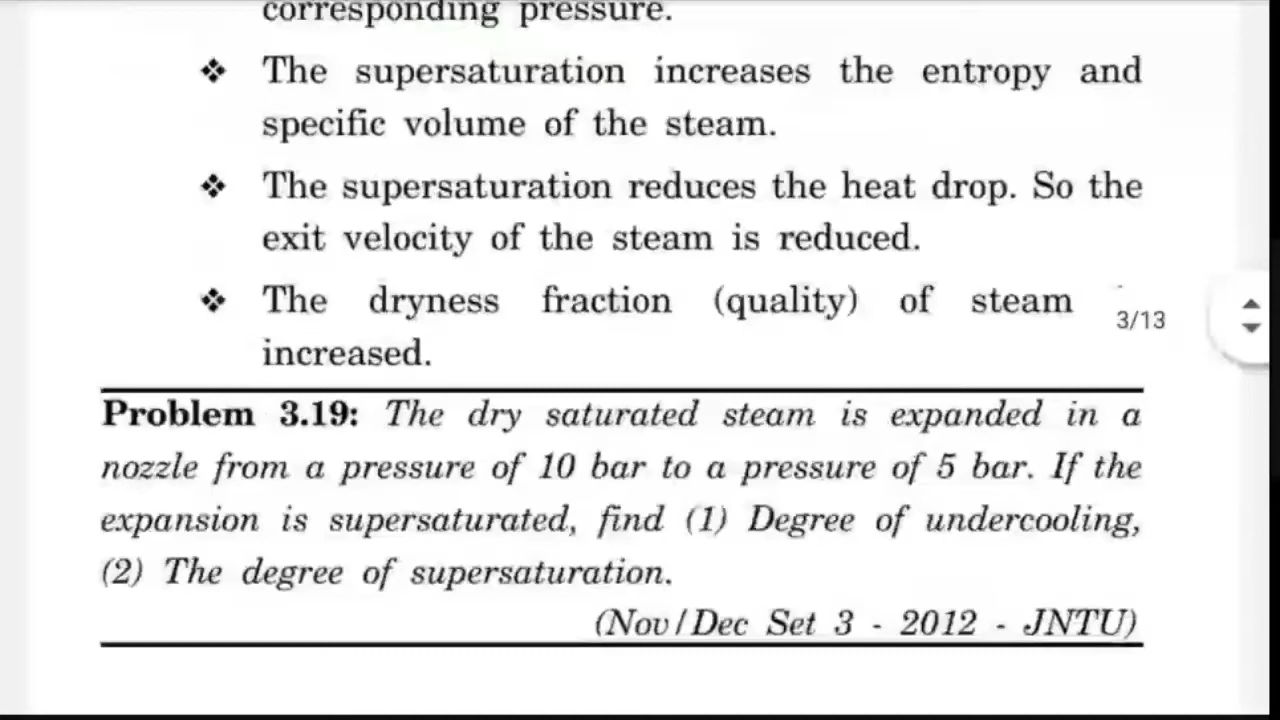 corresponding pressure.
❖ The supersaturation increases the entropy and
specific volume of the steam.
❖ The supersaturation reduces the heat drop. So the
exit velocity of the steam is reduced.
❖ The dryness fraction (quality) of steam
3/13
increased.
Problem 3.19: The dry saturated steam is expanded in a
nozzle from a pressure of 10 bar to a pressure of 5 bar. If the
expansion is supersaturated, find (1) Degree of undercooling,
(2) The degree of supersaturation.
(Nov/Dec Set 3 - 2012 - JNTU)